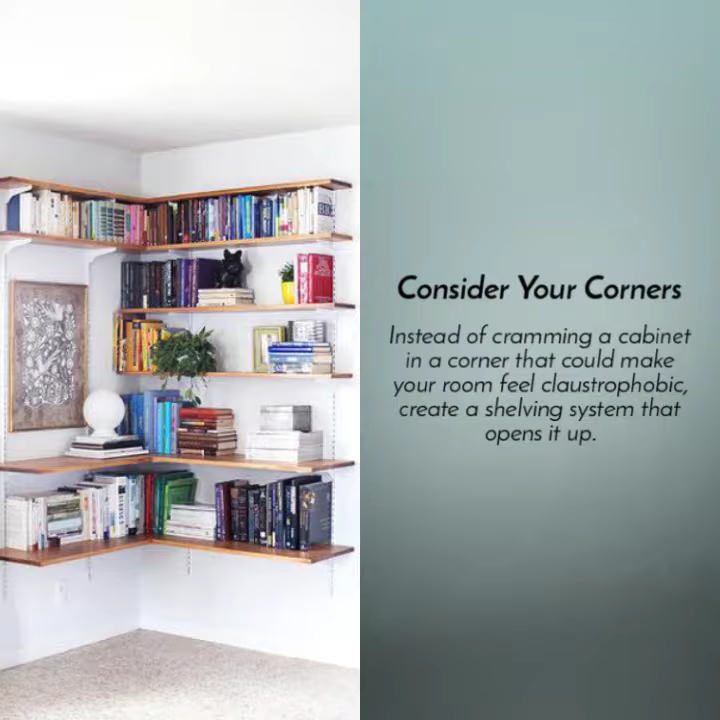 Consider Your Corners
Instead of cramming a cabinet
in a corner that could make
your room feel claustrophobic,
create a shelving system that
opens it up.